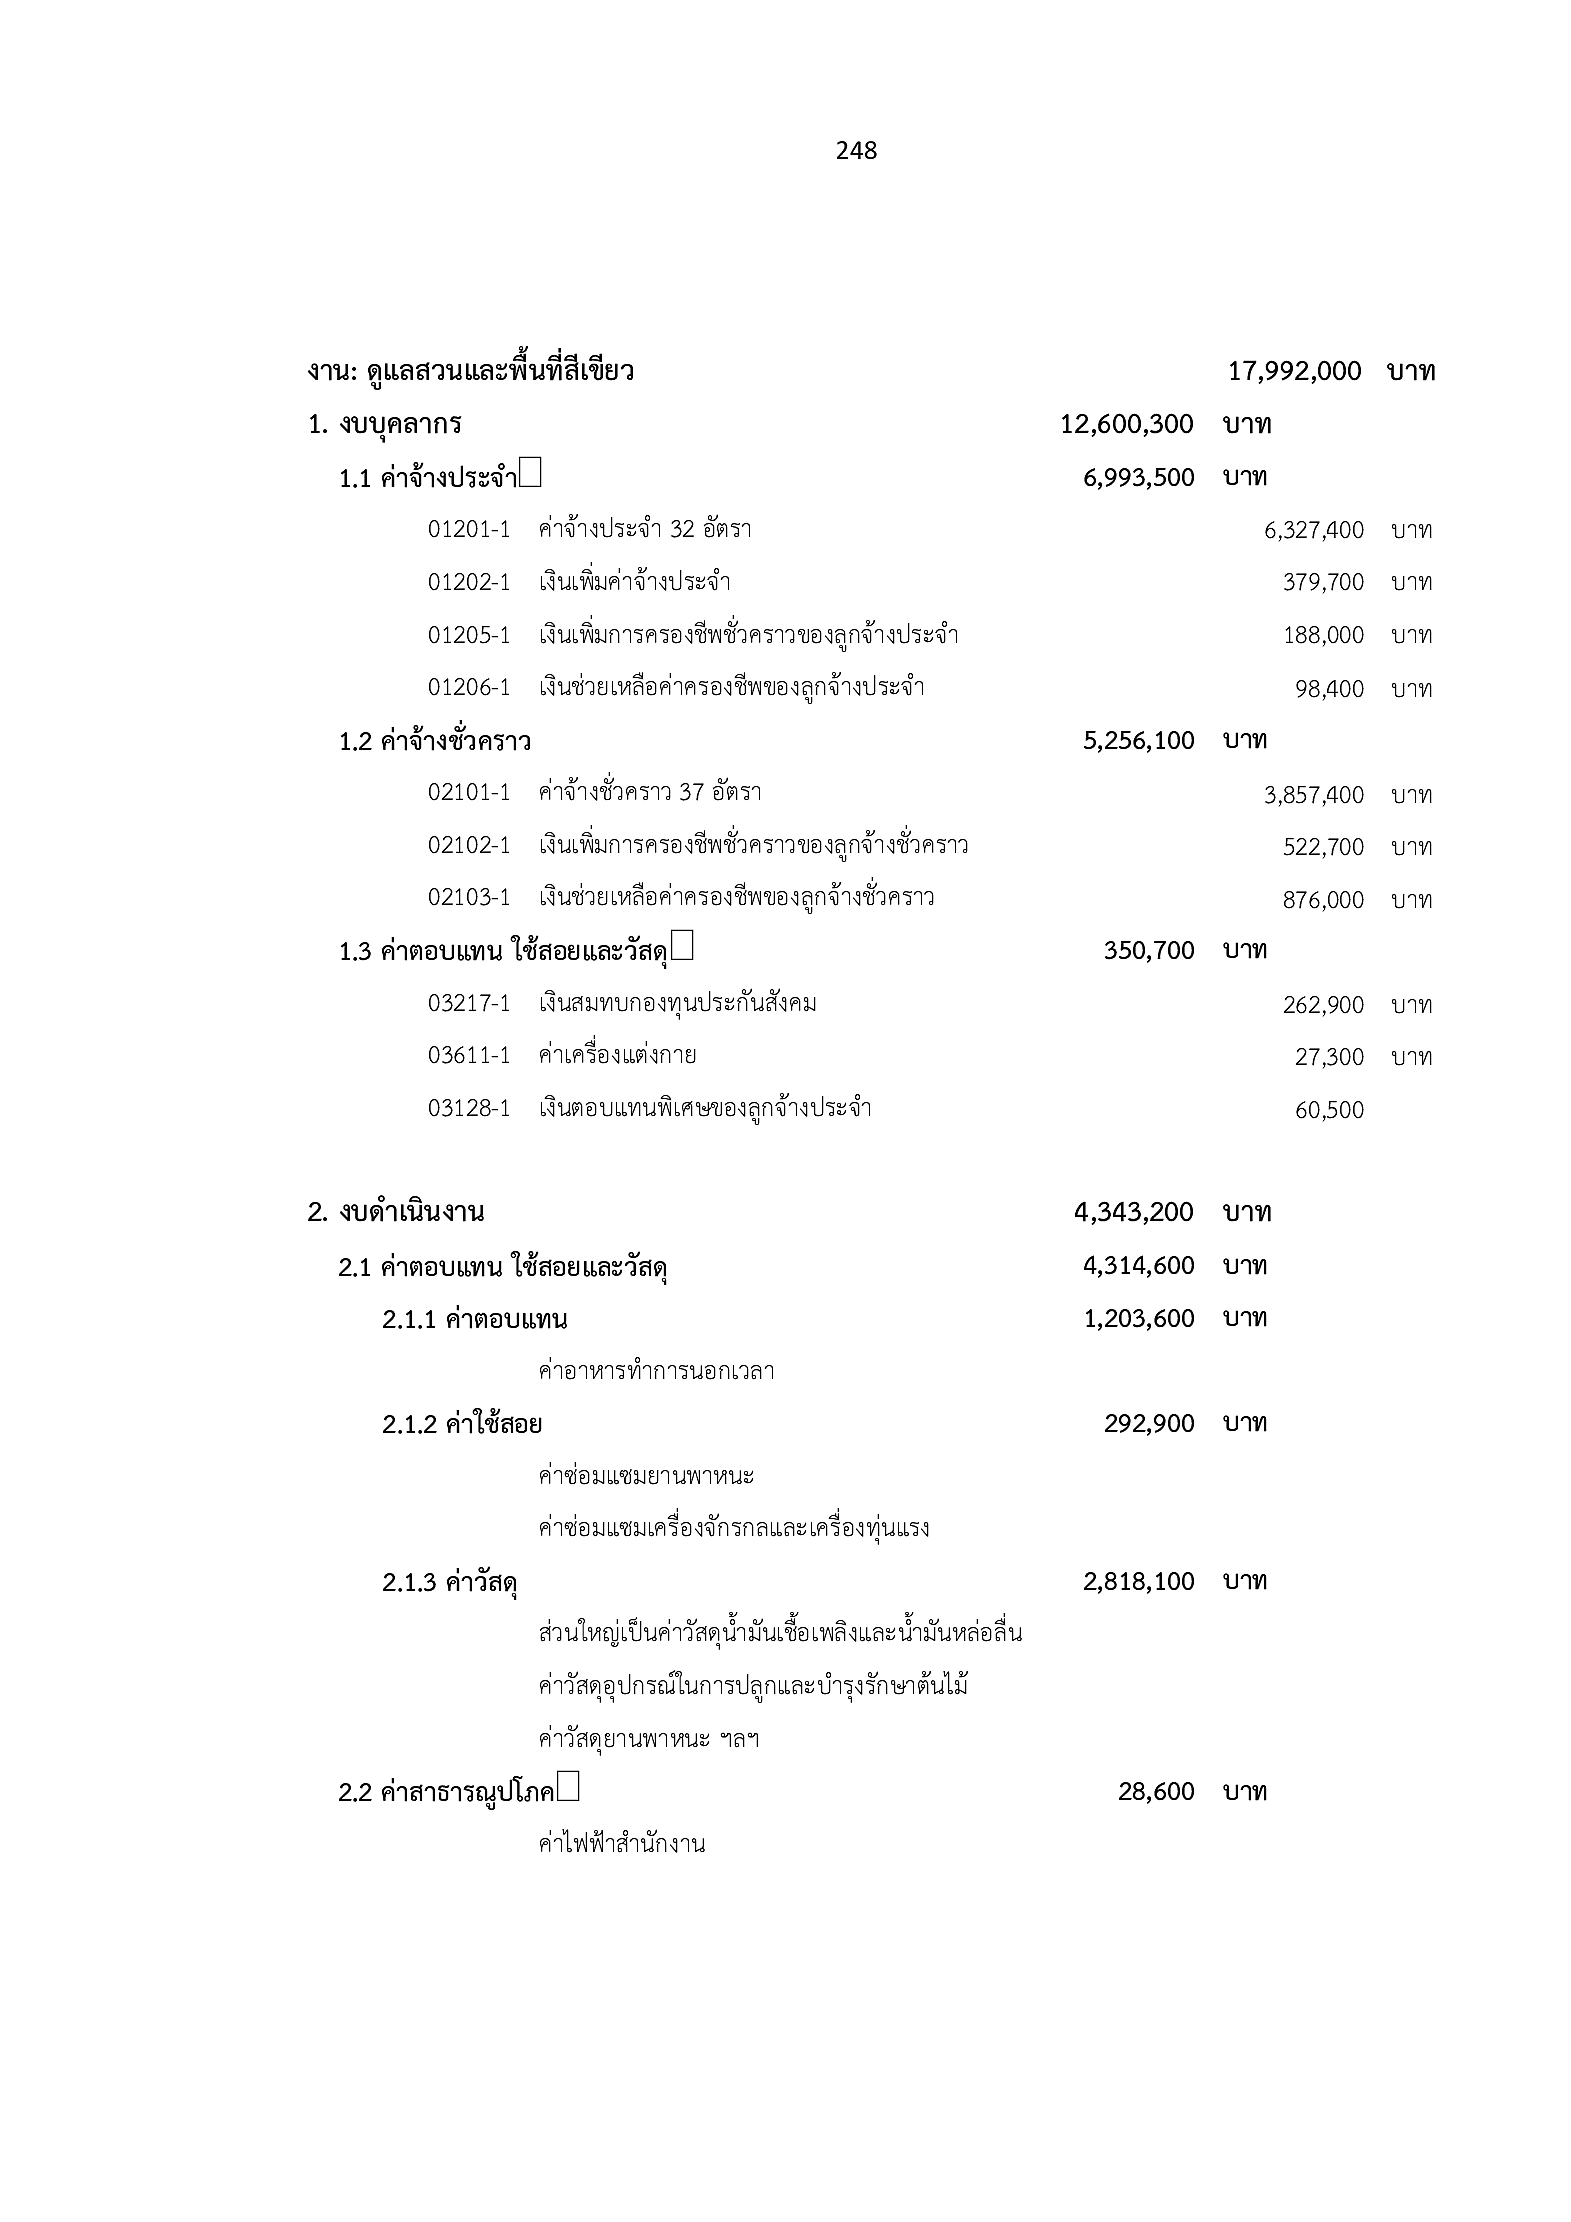 248
งาน: ดูแลสวนและพื้นที่สีเขียว 17,992,000 บาท
1. งบบุคลากร 12,600,300 บาท
1.1 ค่าจ้างประจำ 6,993,500 บาท
01201-1 ค่าจ้างประจำ 32 อัตรา 6,327,400 บาท
01202-1 เงินเพิ่มค่าจ้างประจำ 379,700 บาท
01205-1 เงินเพิ่มการครองชีพชั่วคราวของลูกจ้างประจำ 188,000 บาท
01206-1 เงินช่วยเหลือค่าครองชีพของลูกจ้างประจำ 98,400 บาท
1.2 ค่าจ้างชั่วคราว 5,256,100 บาท
02101-1 ค่าจ้างชั่วคราว 37 อัตรา 3,857,400 บาท
02102-1 เงินเพิ่มการครองชีพชั่วคราวของลูกจ้างชั่วคราว 522,700 บาท
02103-1 เงินช่วยเหลือค่าครองชีพของลูกจ้างชั่วคราว 876,000 บาท
1.3 ค่าตอบแทน ใช้สอยและวัสดุ 350,700 บาท
03217-1 เงินสมทบกองทุนประกันสังคม 262,900 บาท
03611-1 ค่าเครื่องแต่งกาย 27,300 บาท
03128-1 เงินตอบแทนพิเศษของลูกจ้างประจำ 60,500
2. งบดำเนินงาน 4,343,200 บาท
2.1 ค่าตอบแทน ใช้สอยและวัสดุ 4,314,600 บาท
2.1.1 ค่าตอบแทน 1,203,600 บาท
ค่าอาหารทำการนอกเวลา
2.1.2 ค่าใช้สอย 292,900 บาท
ค่าซ่อมแซมยานพาหนะ
ค่าซ่อมแซมเครื่องจักรกลและเครื่องทุ่นแรง
2.1.3 ค่าวัสดุ 2,818,100 บาท
ส่วนใหญ่เป็นค่าวัสดุน้ำมันเชื้อเพลิงและน้ำมันหล่อลื่น
ค่าวัสดุอุปกรณ์ในการปลูกและบำรุงรักษาต้นไม้
ค่าวัสดุยานพาหนะ ฯลฯ
2.2 ค่าสาธารณูปโภค 28,600 บาท
ค่าไฟฟ้าสำนักงาน